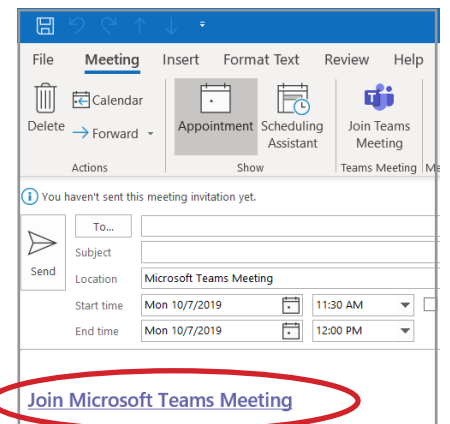 File Meeting Insert Format Text Review Help
Delete
Calendar
Forward
Appointment
Scheduling Assistant
Join Teams Meeting
Actions Show Teams Meeting
You haven't sent this meeting invitation yet.
Send
To...
Subject
Location Microsoft Teams Meeting
Start time Mon 10/7/2019 11:30 AM
End time Mon 10/7/2019 12:00 PM
Join Microsoft Teams Meeting